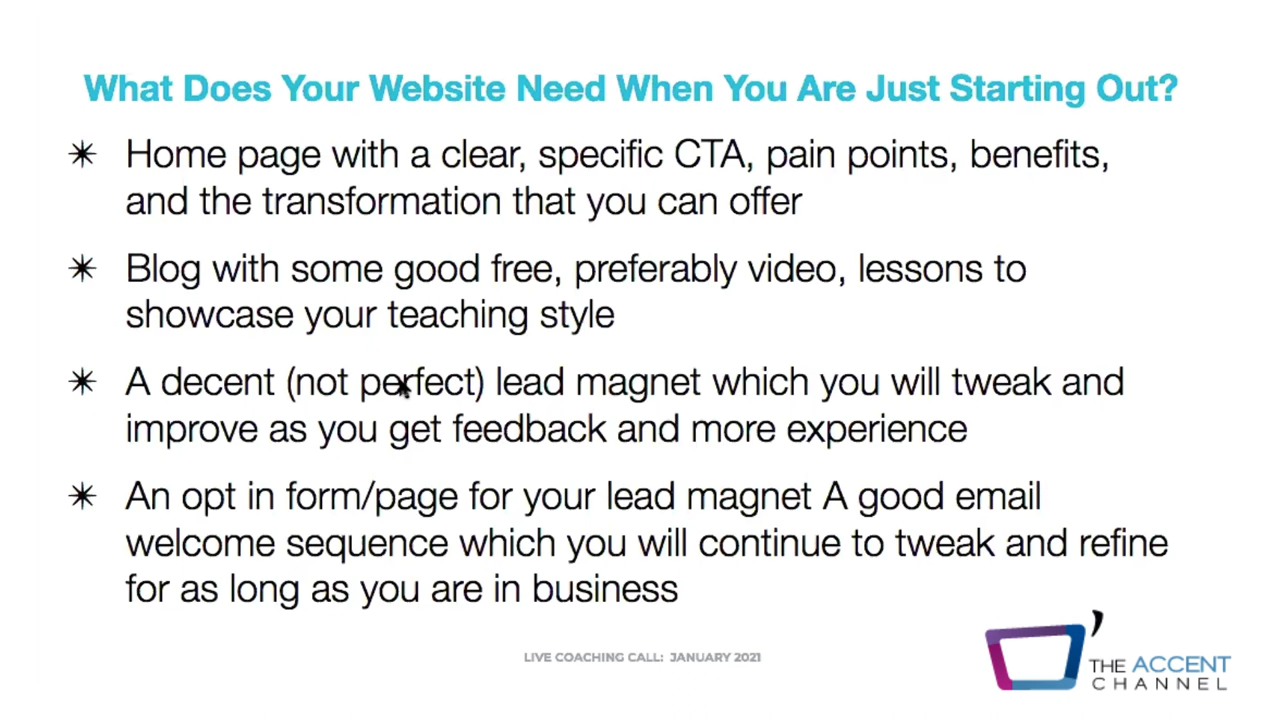 What Does Your Website Need When You Are Just Starting Out?
✴ Home page with a clear, specific CTA, pain points, benefits,
and the transformation that you can offer
✴ Blog with some good free, preferably video, lessons to
showcase your teaching style
✴ A decent (not perfect) lead magnet which you will tweak and
improve as you get feedback and more experience
✴ An opt in form/page for your lead magnet A good email
welcome sequence which you will continue to tweak and refine
for as long as you are in business
LIVE COACHING CALL: JANUARY 2021
THE ACCENT
CHANNEL